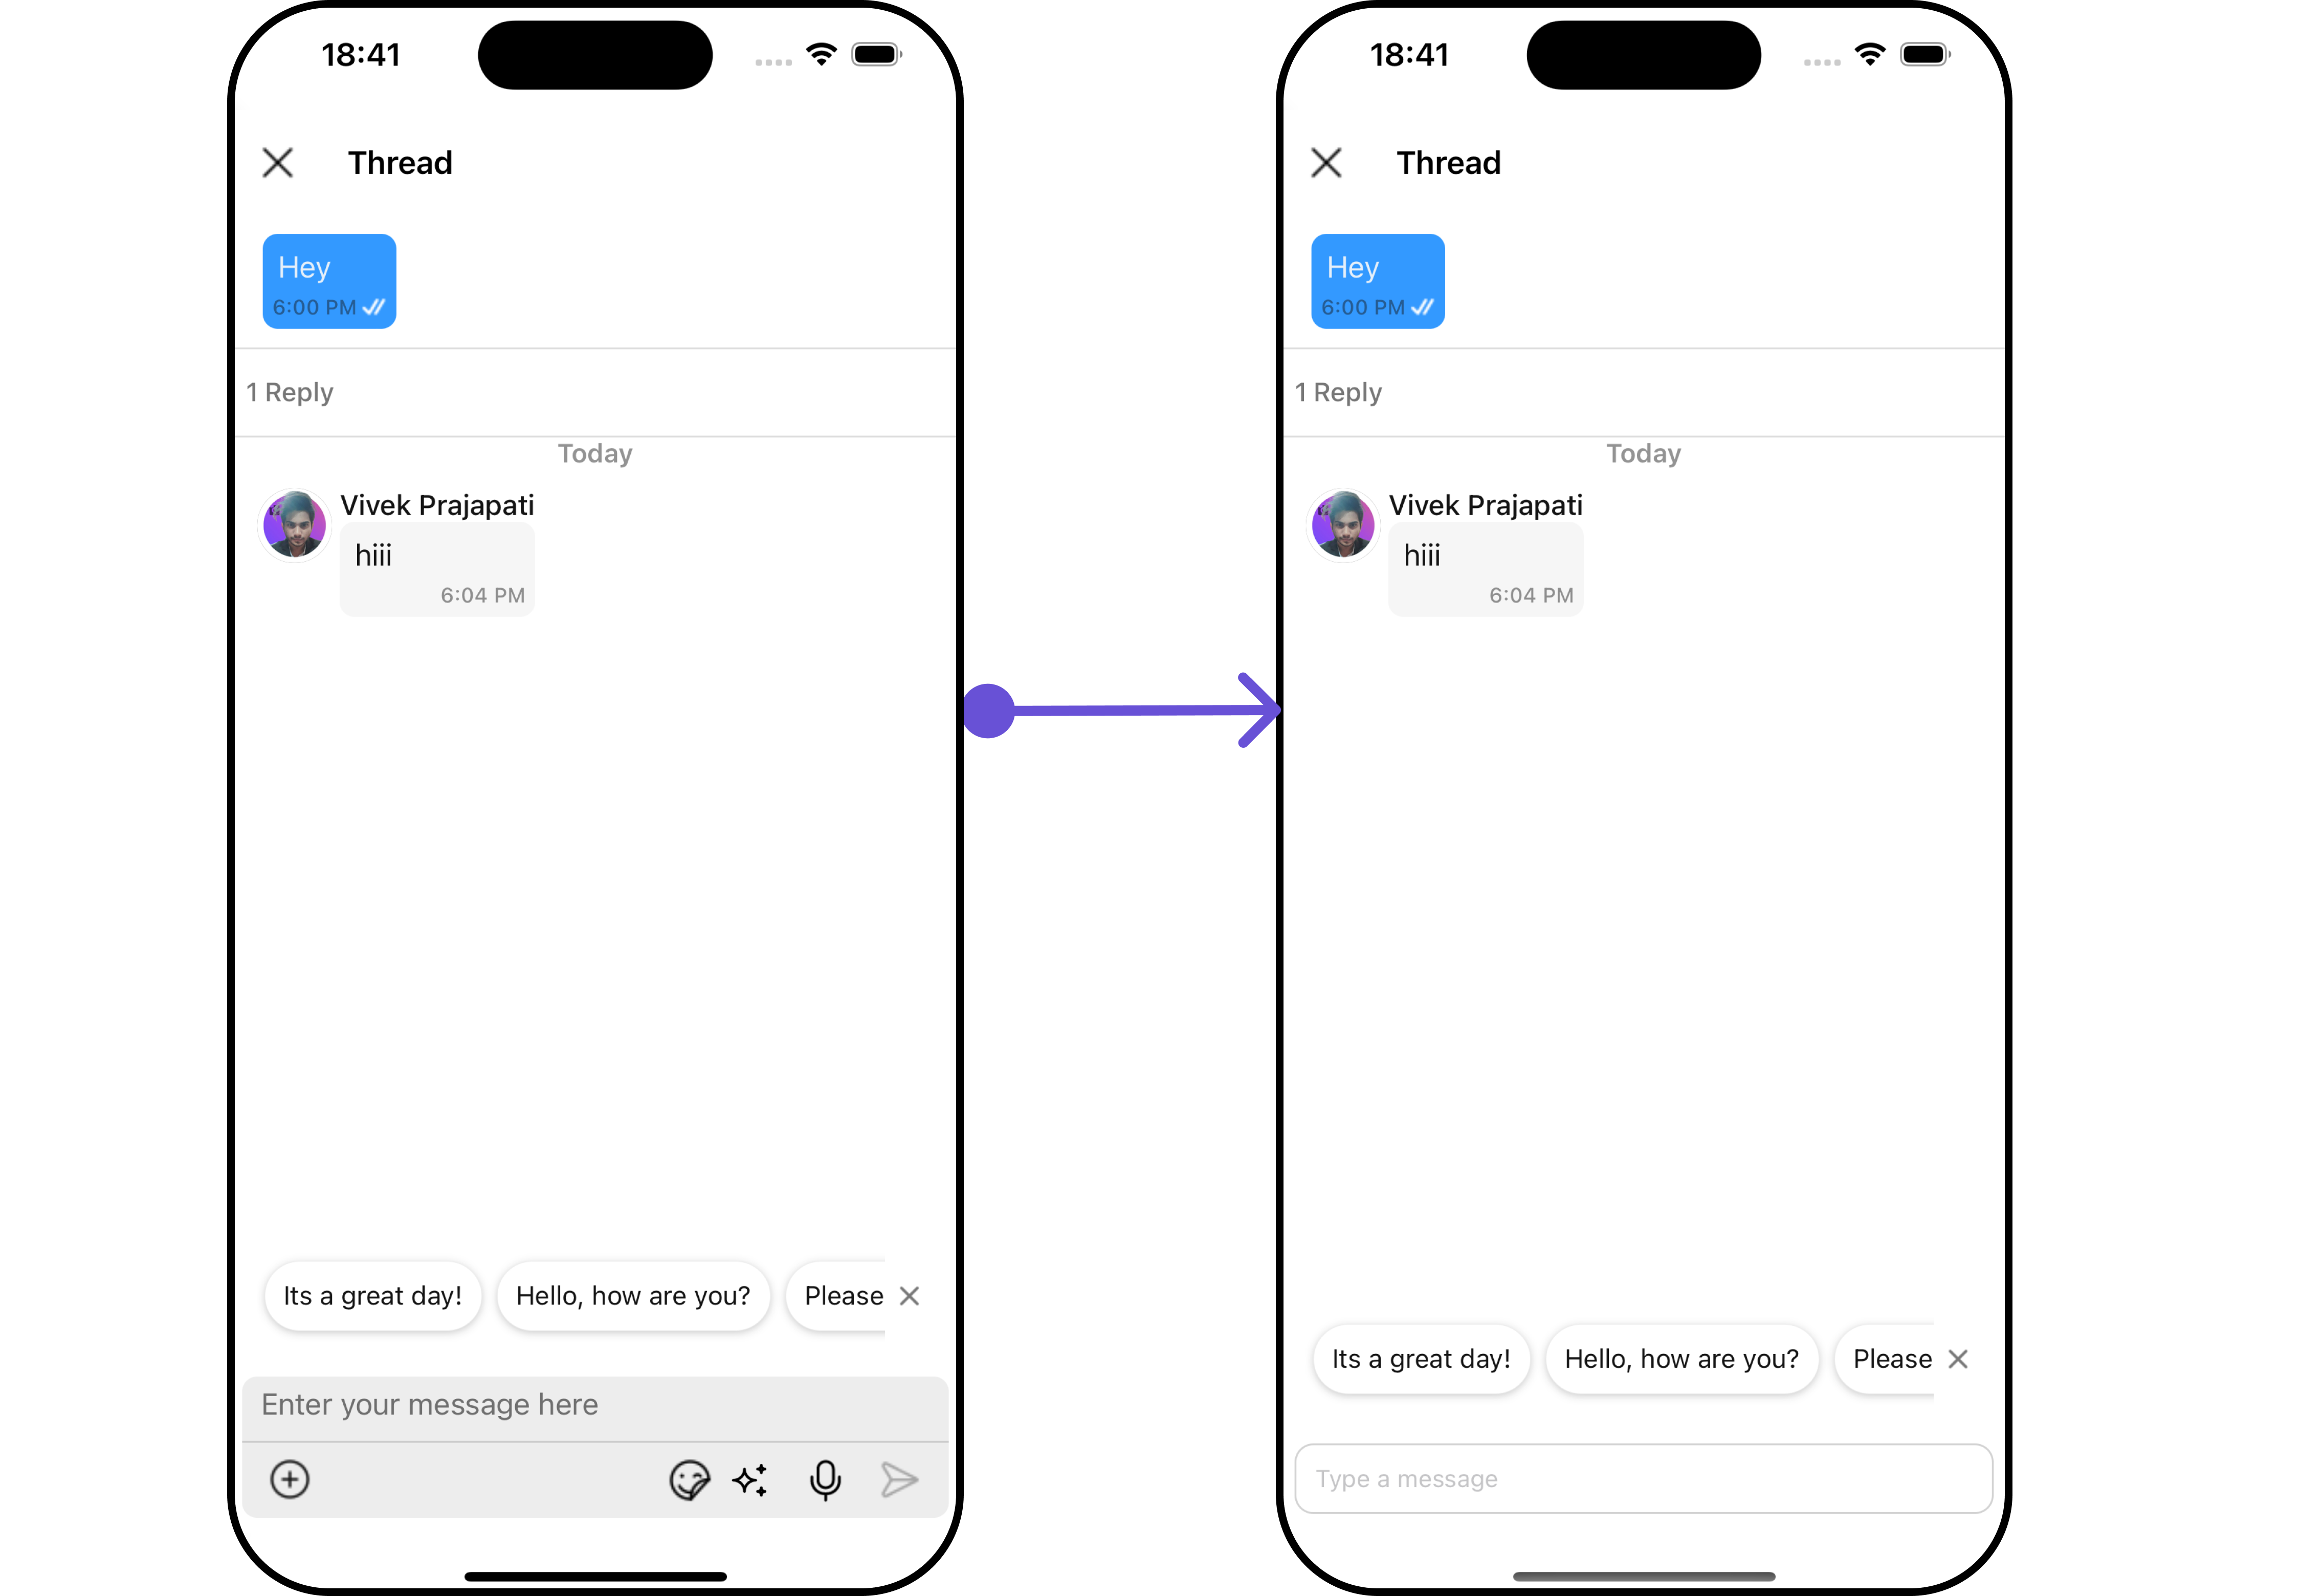 18:41
Thread
Hey
6:00 PM
1 Reply
Today
Vivek Prajapati
hiii
6:04 PM
Its a great day!
Hello, how are you?
Please
Enter your message here
18:41
Thread
Hey
6:00 PM
1 Reply
Today
Vivek Prajapati
hiii
6:04 PM
Its a great day!
Hello, how are you?
Please
Type a message